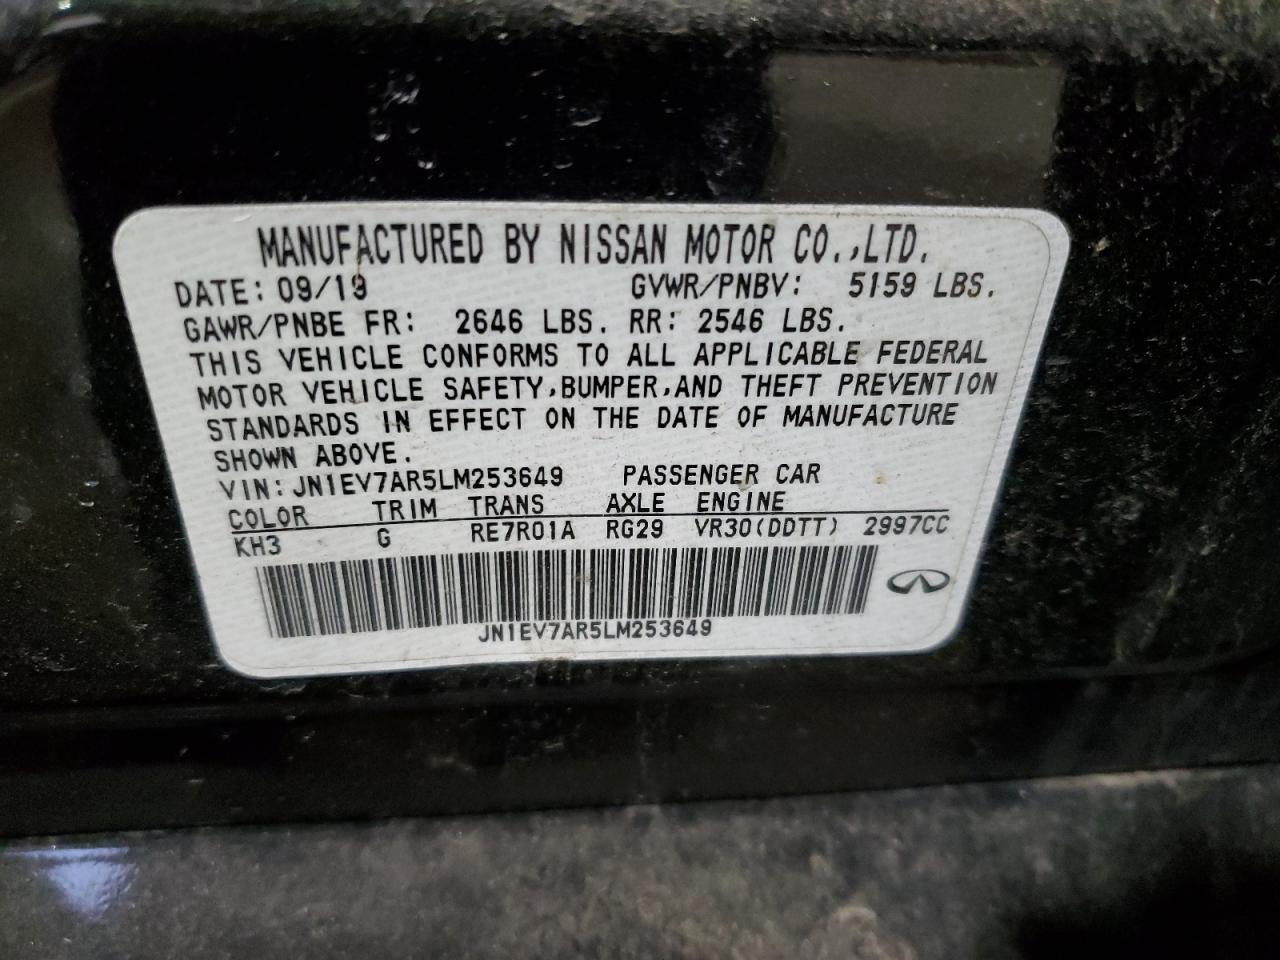 MANUFACTURED BY NISSAN MOTOR CO.,LTD.
DATE: 09/19 GVWR/PNBV: 5159 LBS.
GAWR/PNBE FR: 2646 LBS. RR: 2546 LBS.
THIS VEHICLE CONFORMS TO ALL APPLICABLE FEDERAL
MOTOR VEHICLE SAFETY,BUMPER,AND THEFT PREVENTION
STANDARDS IN EFFECT ON THE DATE OF MANUFACTURE
SHOWN ABOVE.
VIN:JN1EV7AR5LM253649 PASSENGER CAR
COLOR TRIM TRANS AXLE ENGINE
KH3 G RE7R01A RG29 VR30(DDTT) 2997CC
JN1EV7AR5LM253649